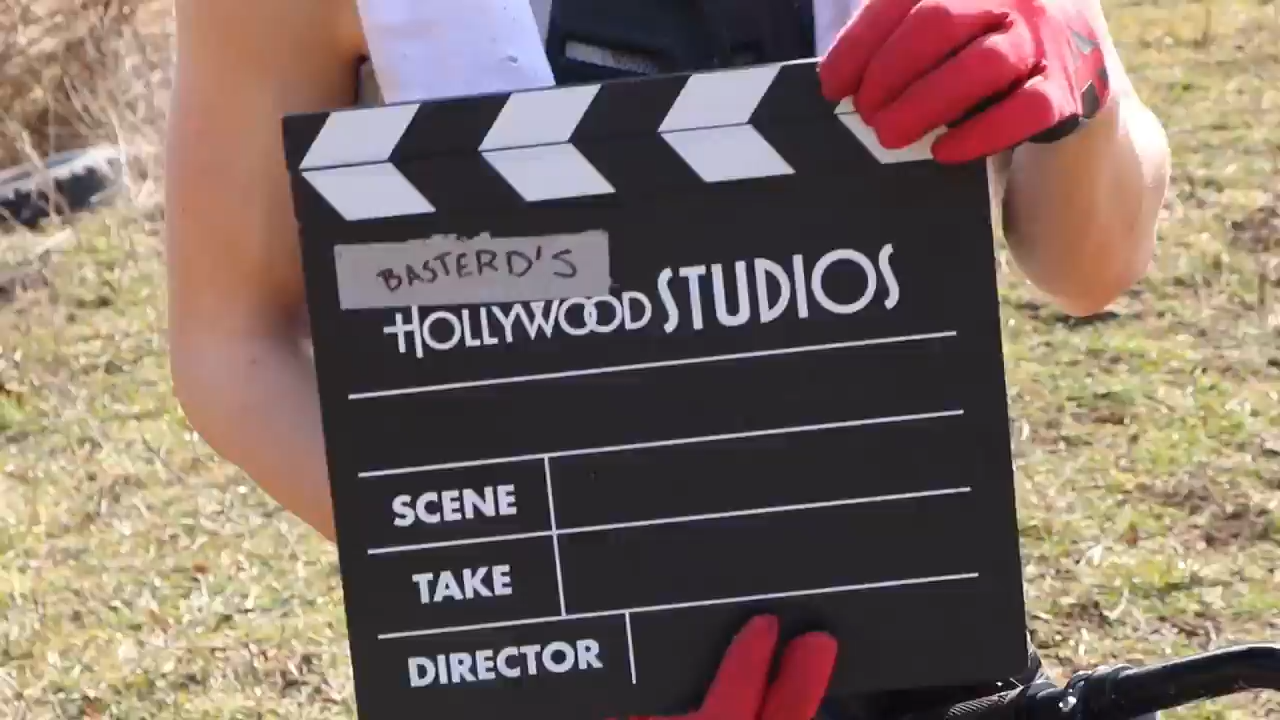 BASTERD'S
HOLLYWOOD STUDIOS
SCENE
TAKE
DIRECTOR